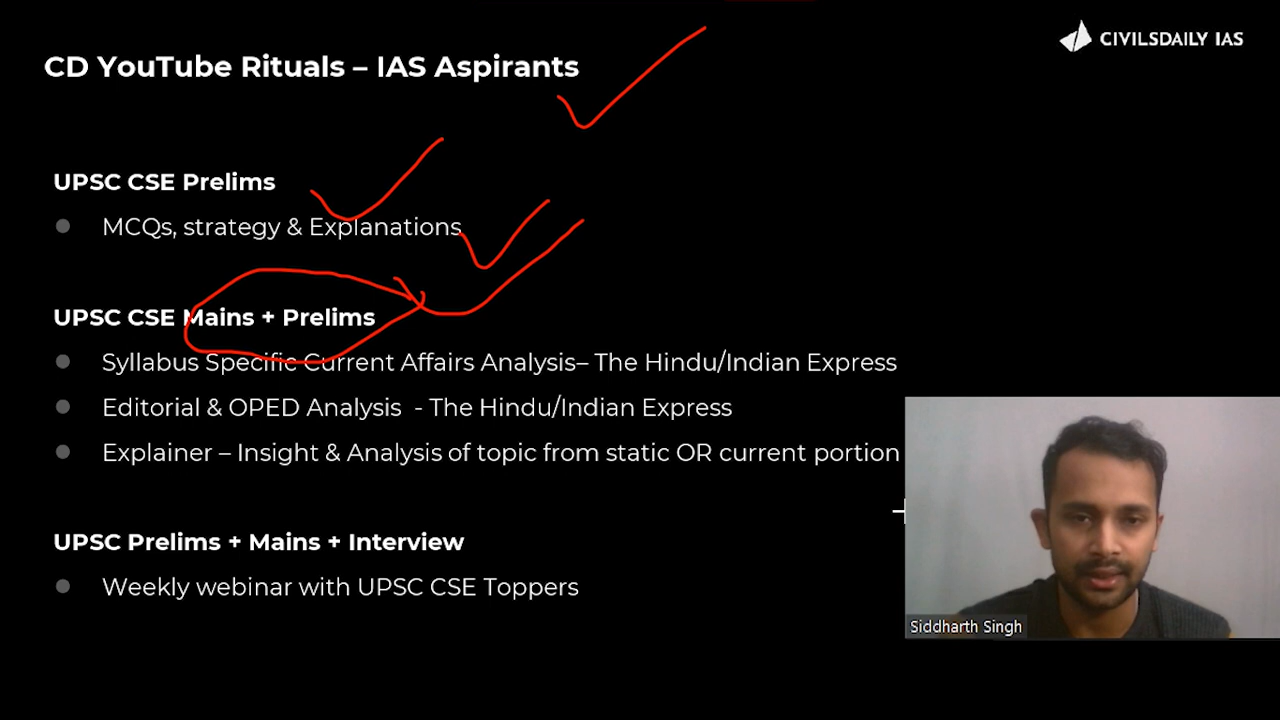 CIVILSDAILY IAS
CD YouTube Rituals – IAS Aspirants
UPSC CSE Prelims
MCQs, strategy & Explanations
UPSC CSE Mains + Prelims
Syllabus Specific Current Affairs Analysis– The Hindu/Indian Express
Editorial & OPED Analysis - The Hindu/Indian Express
Explainer – Insight & Analysis of topic from static OR current portion
UPSC Prelims + Mains + Interview
Weekly webinar with UPSC CSE Toppers
Siddharth Singh